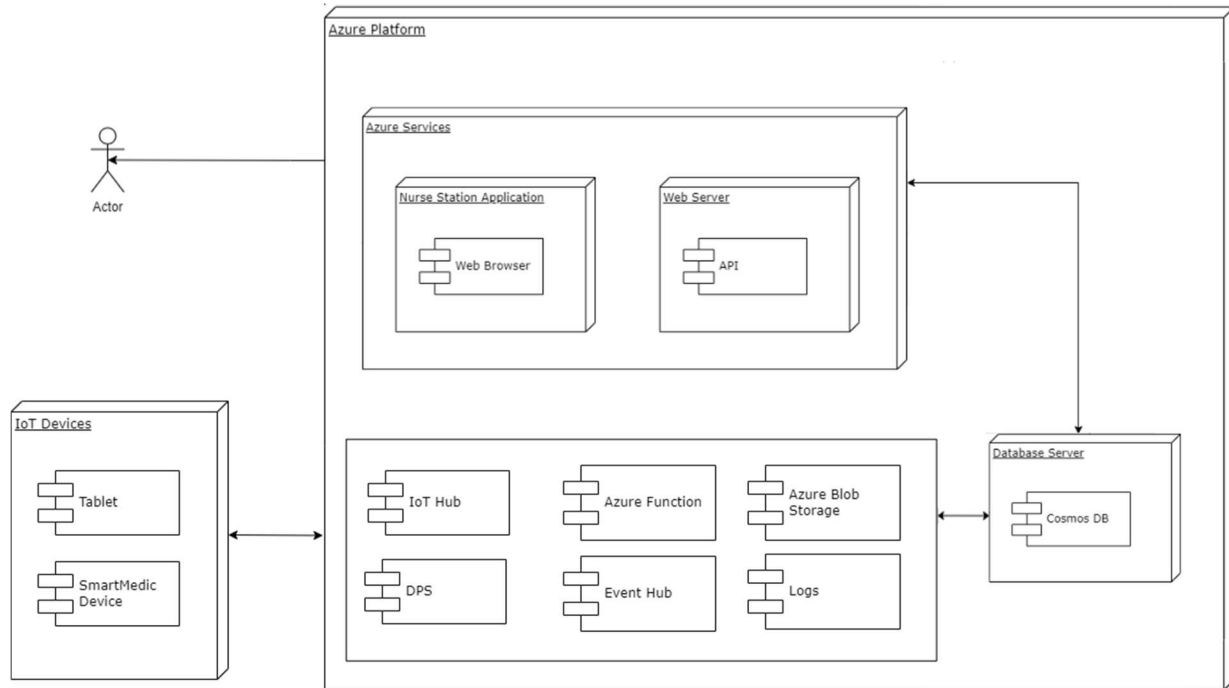 Azure Platform
Azure Services
Actor
Nurse Station Application
Web Server
Web Browser
API
IoT Devices
Tablet
SmartMedic
Device
IoT Hub
Azure Function
Azure Blob
Storage
DPS
Event Hub
Logs
Database Server
Cosmos DB